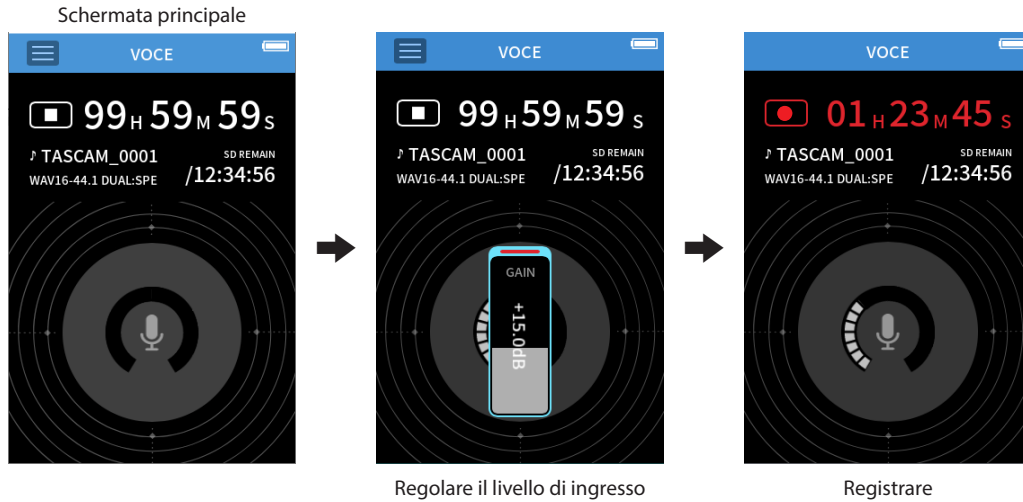 Schermata principale
VOCE
99H59M59s
♪ TASCAM_0001
SD REMAIN
WAV16-44.1 DUAL:SPE
/12:34:56
VOCE
99H59M59s
♪ TASCAM_0001
SD REMAIN
WAV16-44.1 DUAL:SPE
/12:34:56
GAIN
+15.0dB
Regolare il livello di ingresso
VOCE
01H23M45s
♪ TASCAM_0001
SD REMAIN
WAV16-44.1 DUAL:SPE
/12:34:56
Registrare